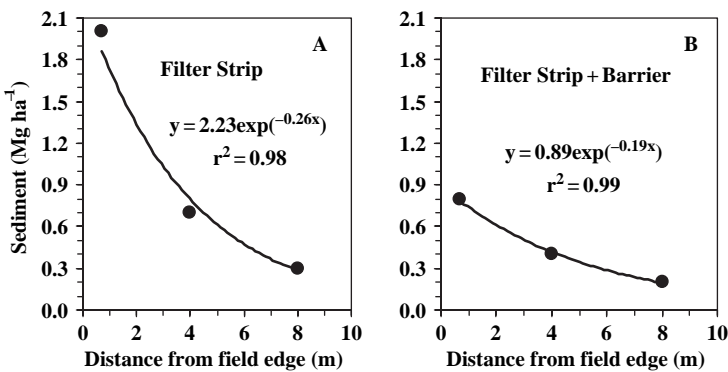 Sediment (Mg ha⁻¹)
2.1
1.8
1.5
1.2
0.9
0.6
0.3
0.0
A
Filter Strip
y = 2.23exp(⁻⁰·²⁶ˣ)
r² = 0.98
0 2 4 6 8 10
Distance from field edge (m)
2.1
1.8
1.5
1.2
0.9
0.6
0.3
0.0
B
Filter Strip + Barrier
y = 0.89exp(⁻⁰·¹⁹ˣ)
r² = 0.99
0 2 4 6 8 10
Distance from field edge (m)